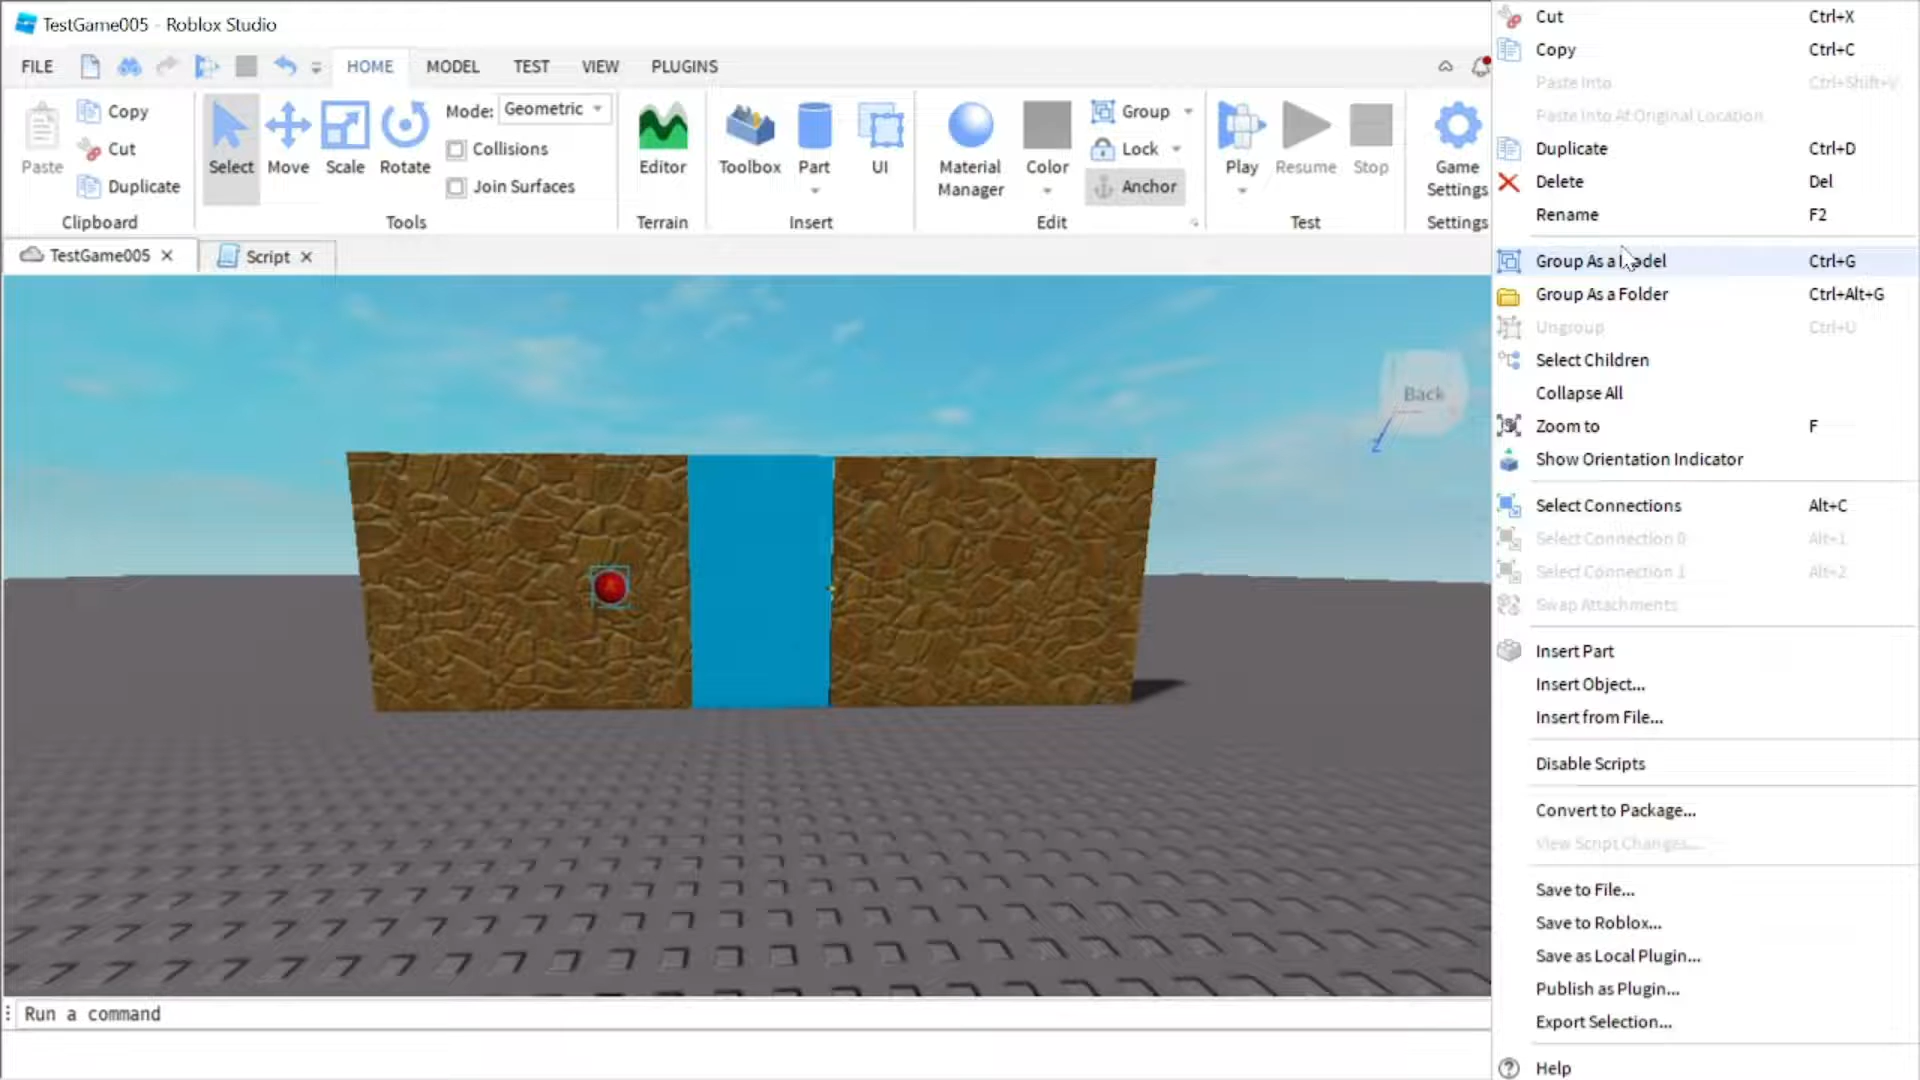 TestGame005 - Roblox Studio
FILE HOME MODEL TEST VIEW PLUGINS
Paste
Copy
Cut
Duplicate
Clipboard
Select Move Scale Rotate
Mode: Geometric
Collisions
Join Surfaces
Tools
Editor
Terrain
Toolbox Part UI
Insert
Material Manager
Color
Group
Lock
Anchor
Edit
Play Resume Stop
Test
Game Settings
Settings
TestGame005 Script
Back
Run a command
Cut Ctrl+X
Copy Ctrl+C
Paste Into Ctrl+Shift+V
Paste Into At Original Location
Duplicate Ctrl+D
Delete Del
Rename F2
Group As a Model Ctrl+G
Group As a Folder Ctrl+Alt+G
Ungroup Ctrl+U
Select Children
Collapse All
Zoom to F
Show Orientation Indicator
Select Connections Alt+C
Select Connection 0 Alt+1
Select Connection 1 Alt+2
Swap Attachments
Insert Part
Insert Object...
Insert from File...
Disable Scripts
Convert to Package...
View Script Changes...
Save to File...
Save to Roblox...
Save as Local Plugin...
Publish as Plugin...
Export Selection...
Help